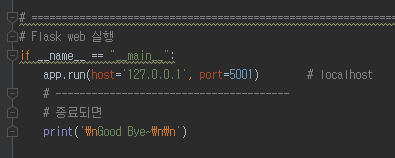 # ====================================================
# Flask web 실행
if __name__ == "__main__":
app.run(host='127.0.0.1', port=5001) # localhost
# ---------------------------------------
# 종료되면
print('₩nGood Bye~₩n₩n')